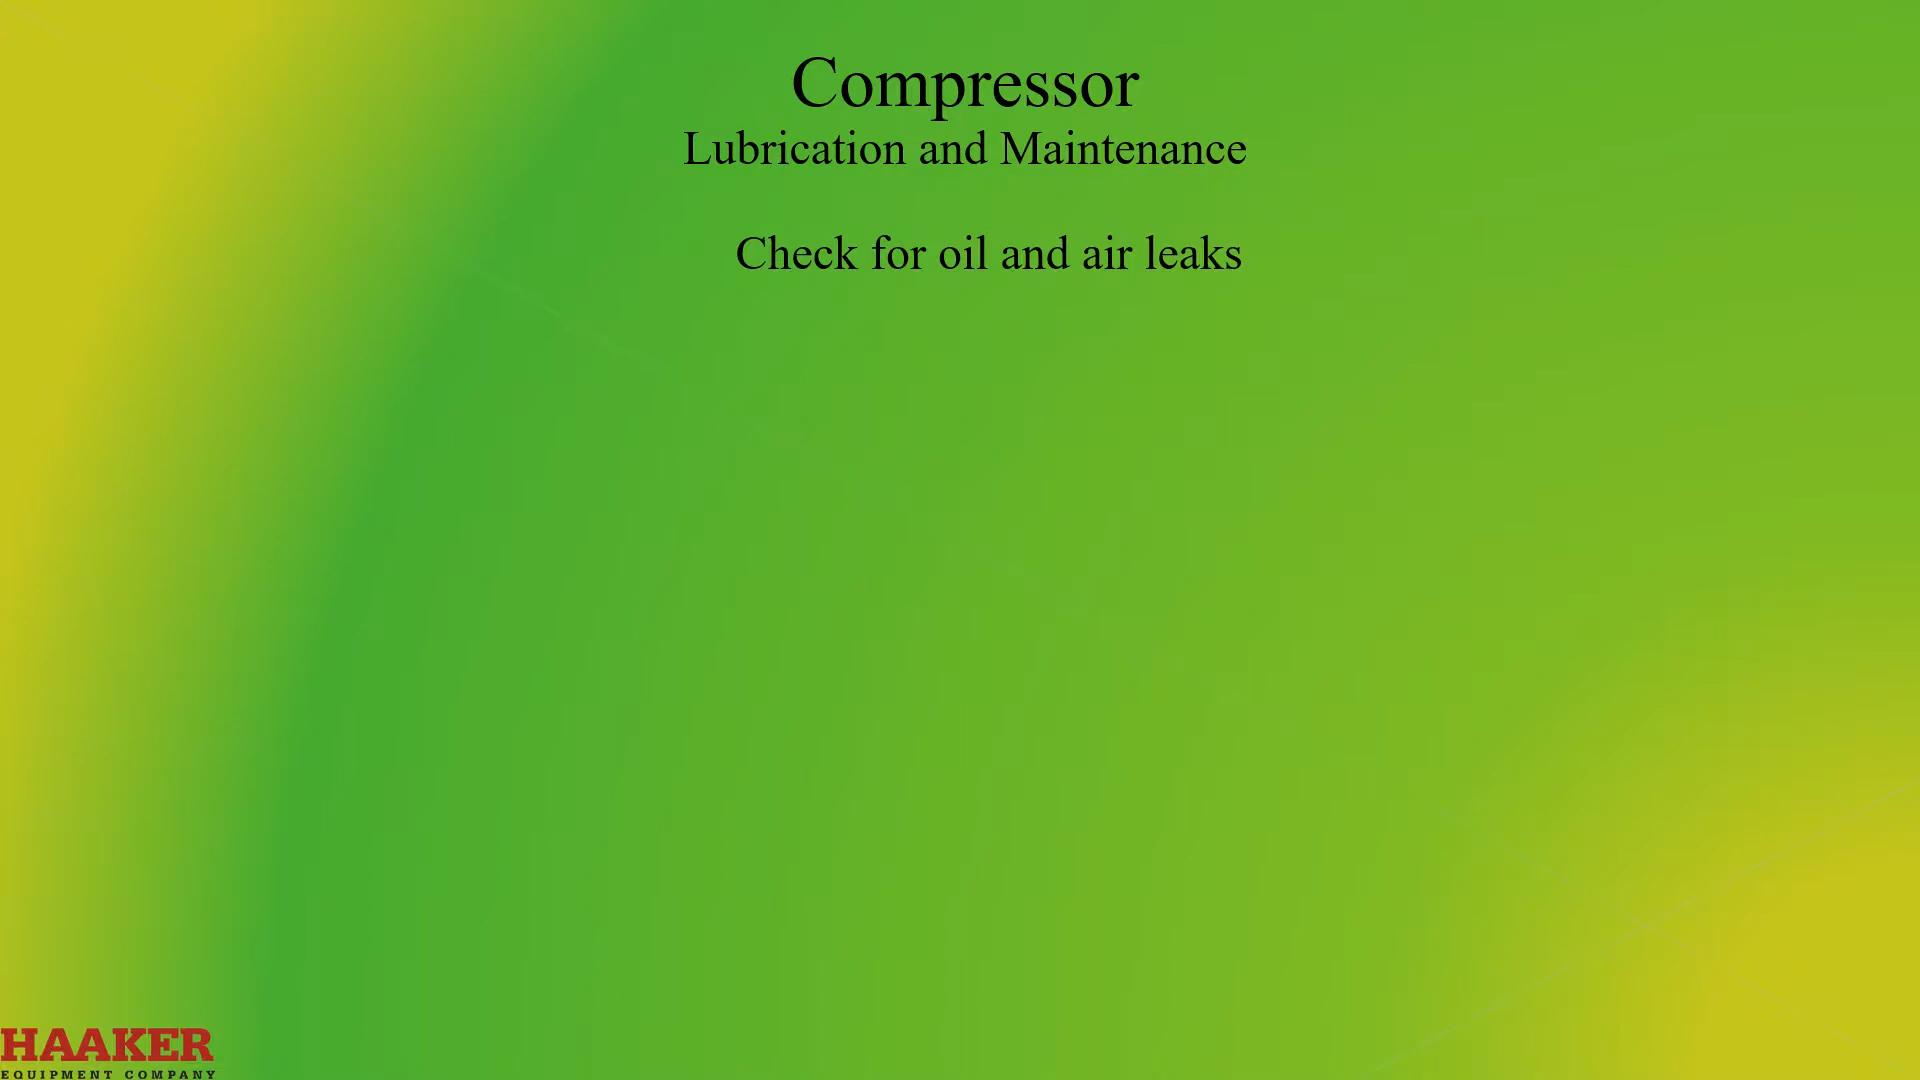 Compressor
Lubrication and Maintenance
Check for oil and air leaks
HAAKER
EQUIPMENT COMPANY